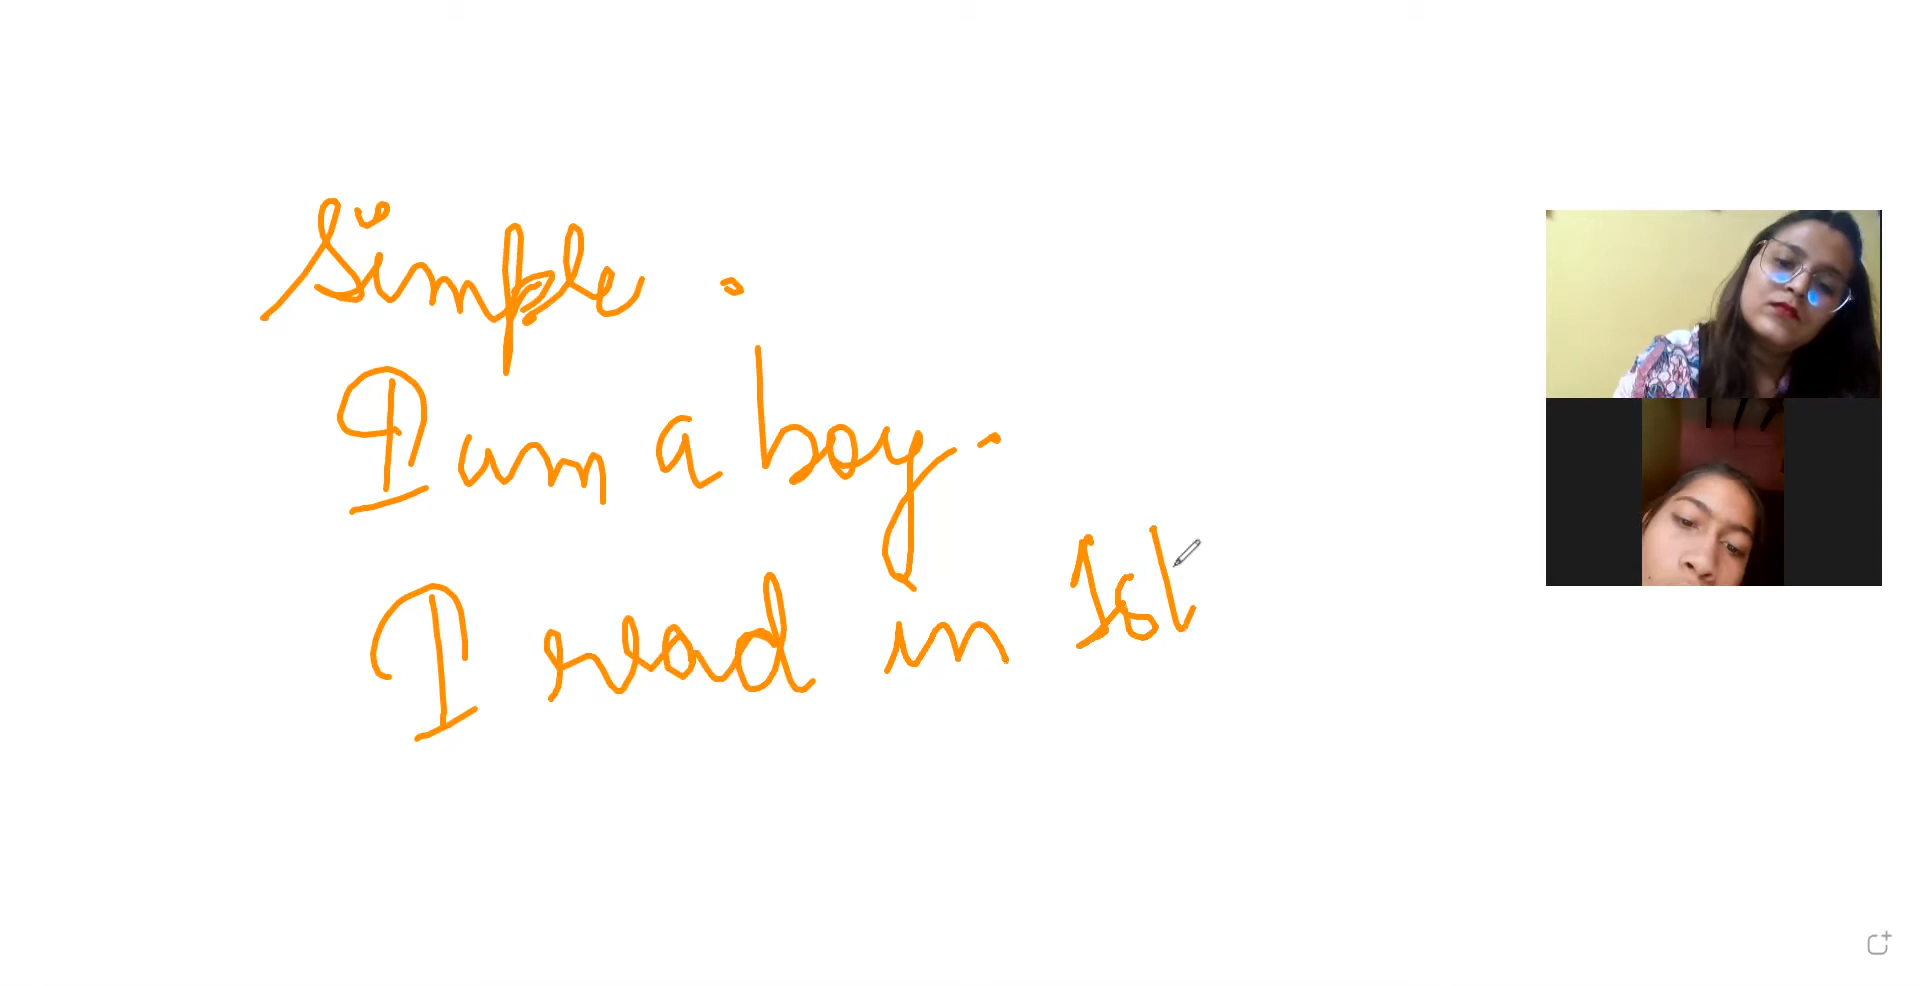 Simple .
I am a boy .
I read in 1st